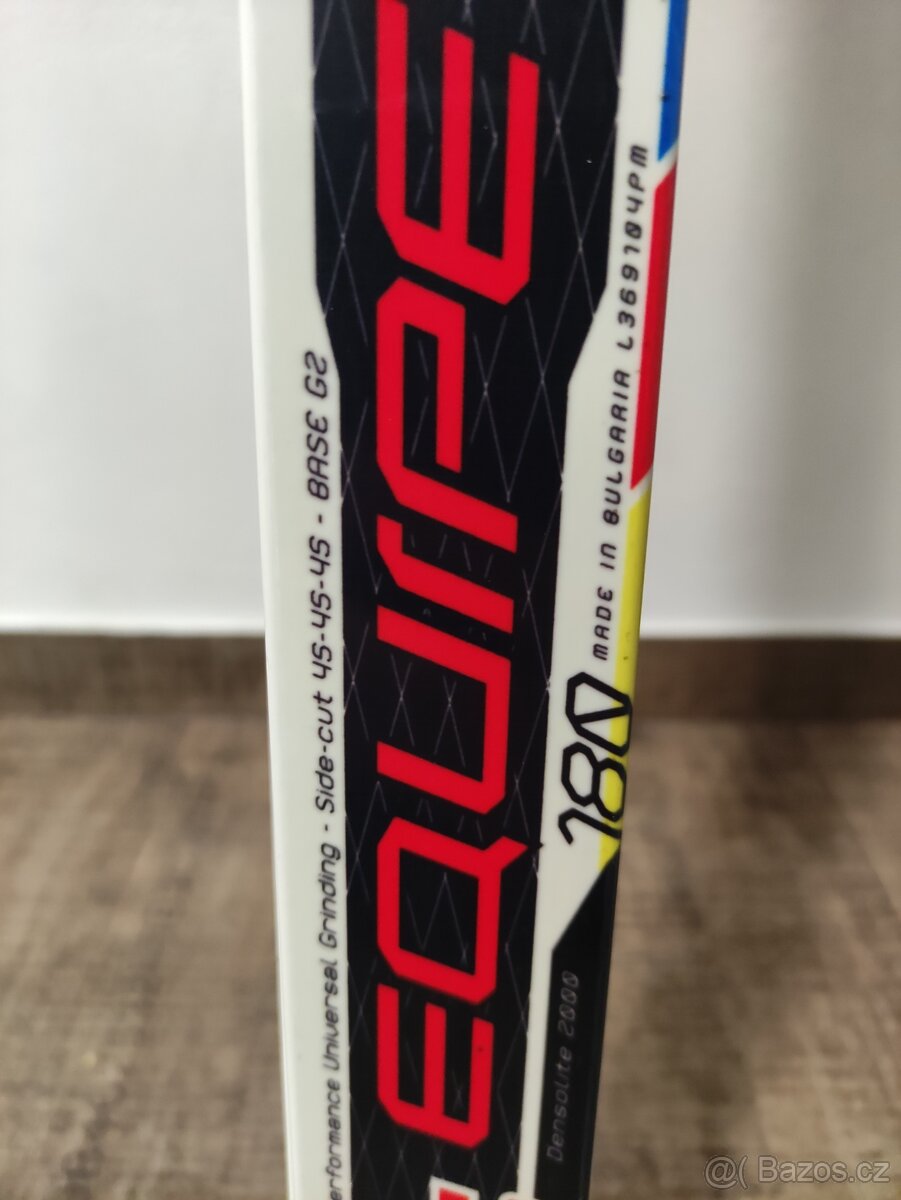 erformance Universal Grinding - Side-cut 45-45-45 - BASE G2
EQUIPE
180 MADE IN BULGARIA L369104PM
Densolite 2000
@( Bazos.cz